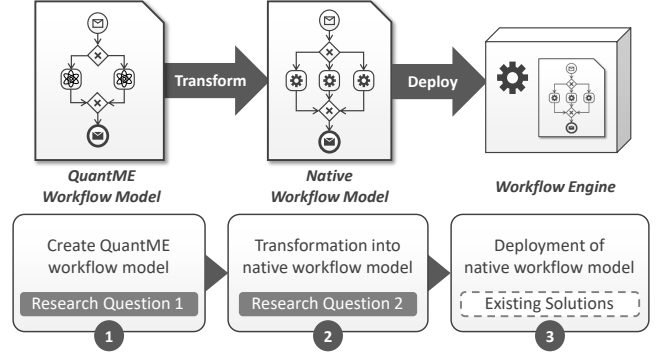 Transform
Deploy
QuantME
Workflow Model
Native
Workflow Model
Workflow Engine
Create QuantME
workflow model
Research Question 1
1
Transformation into
native workflow model
Research Question 2
2
Deployment of
native workflow model
Existing Solutions
3